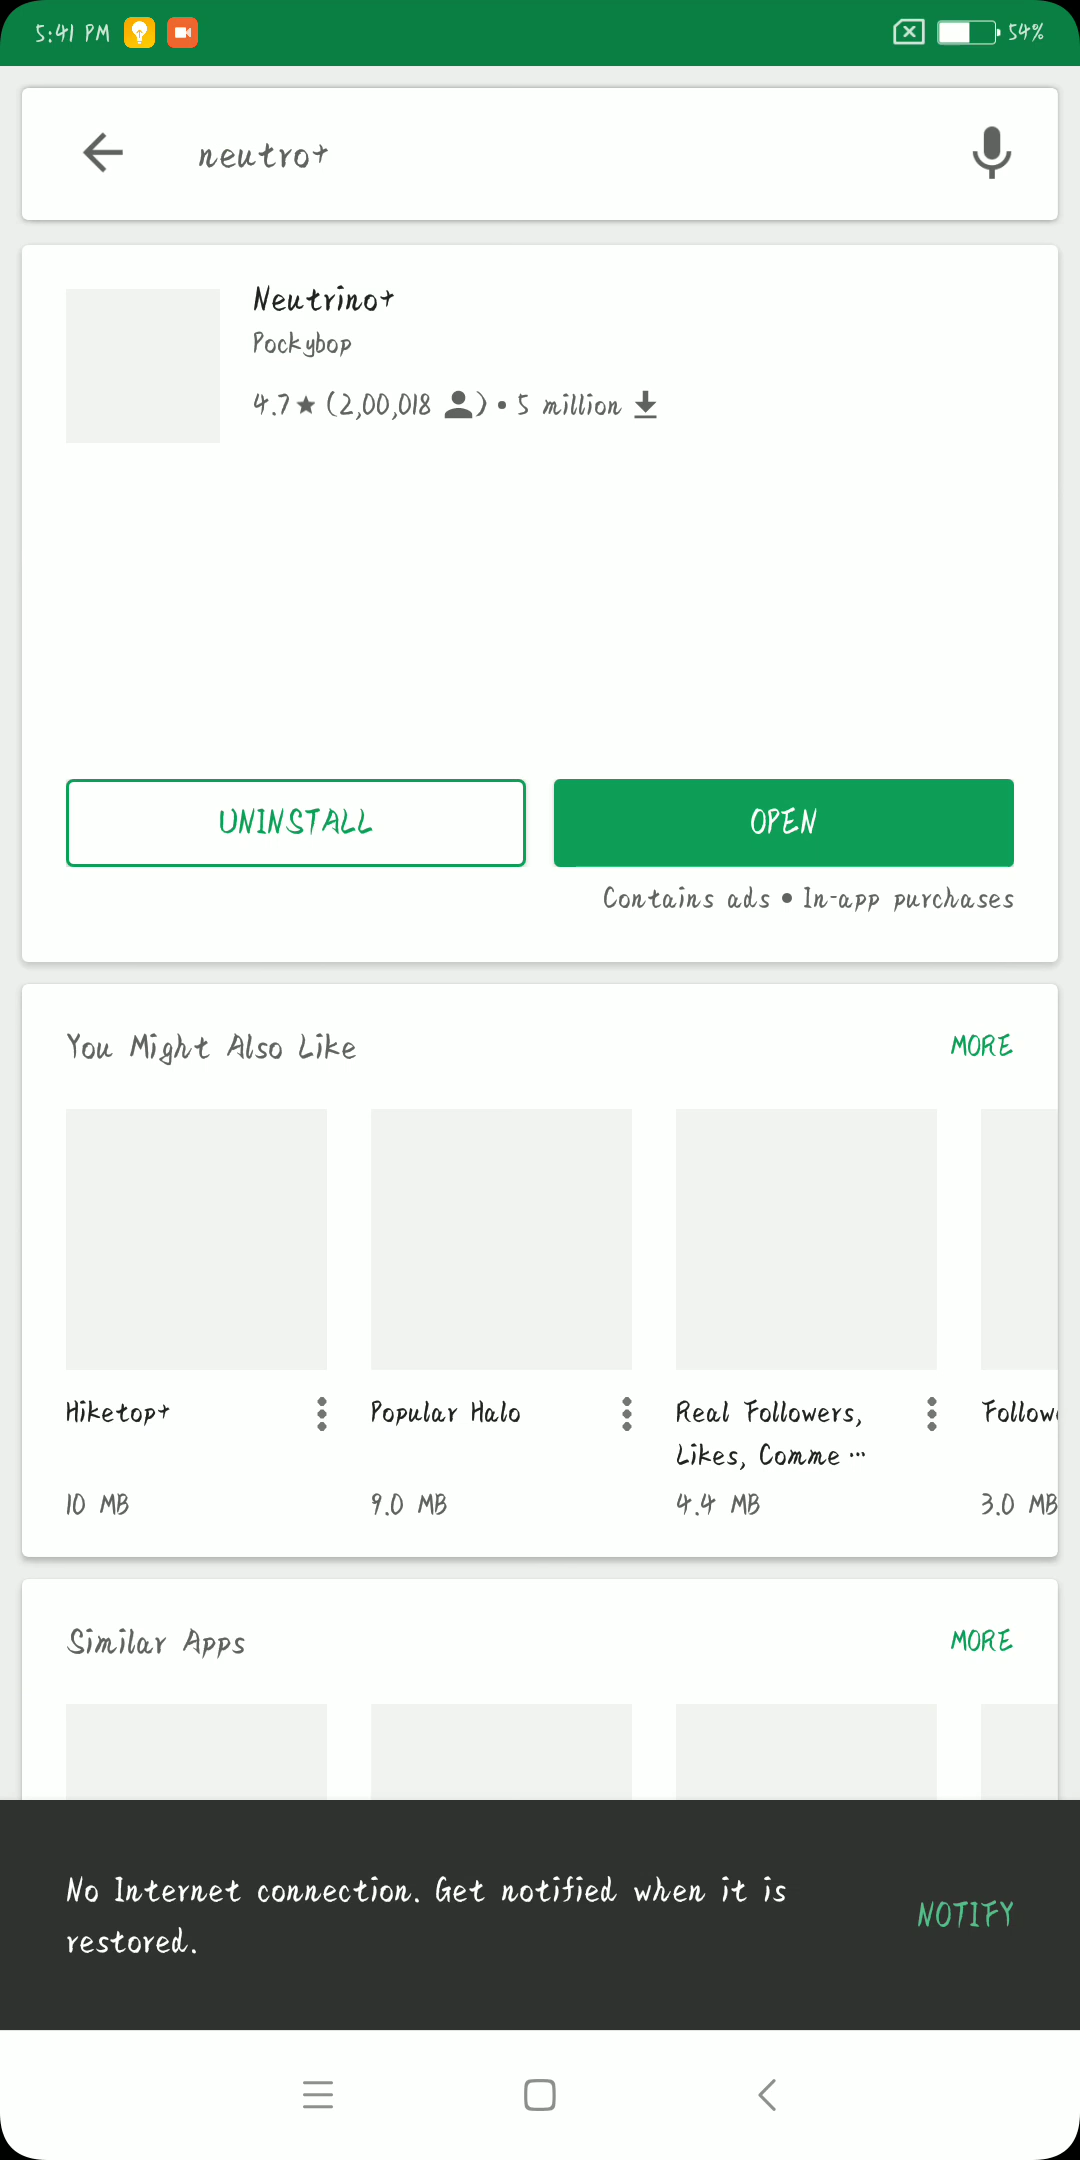 5:41 PM
54%
neutro+
Neutrino+
Pockybop
4.7 ★ (2,00,018 ) • 5 million
UNINSTALL
OPEN
Contains ads • In-app purchases
You Might Also Like
MORE
Hiketop+
10 MB
Popular Halo
9.0 MB
Real Followers,
Likes, Comme…
4.4 MB
Follow
3.0 MB
Similar Apps
MORE
No Internet connection. Get notified when it is
restored.
NOTIFY